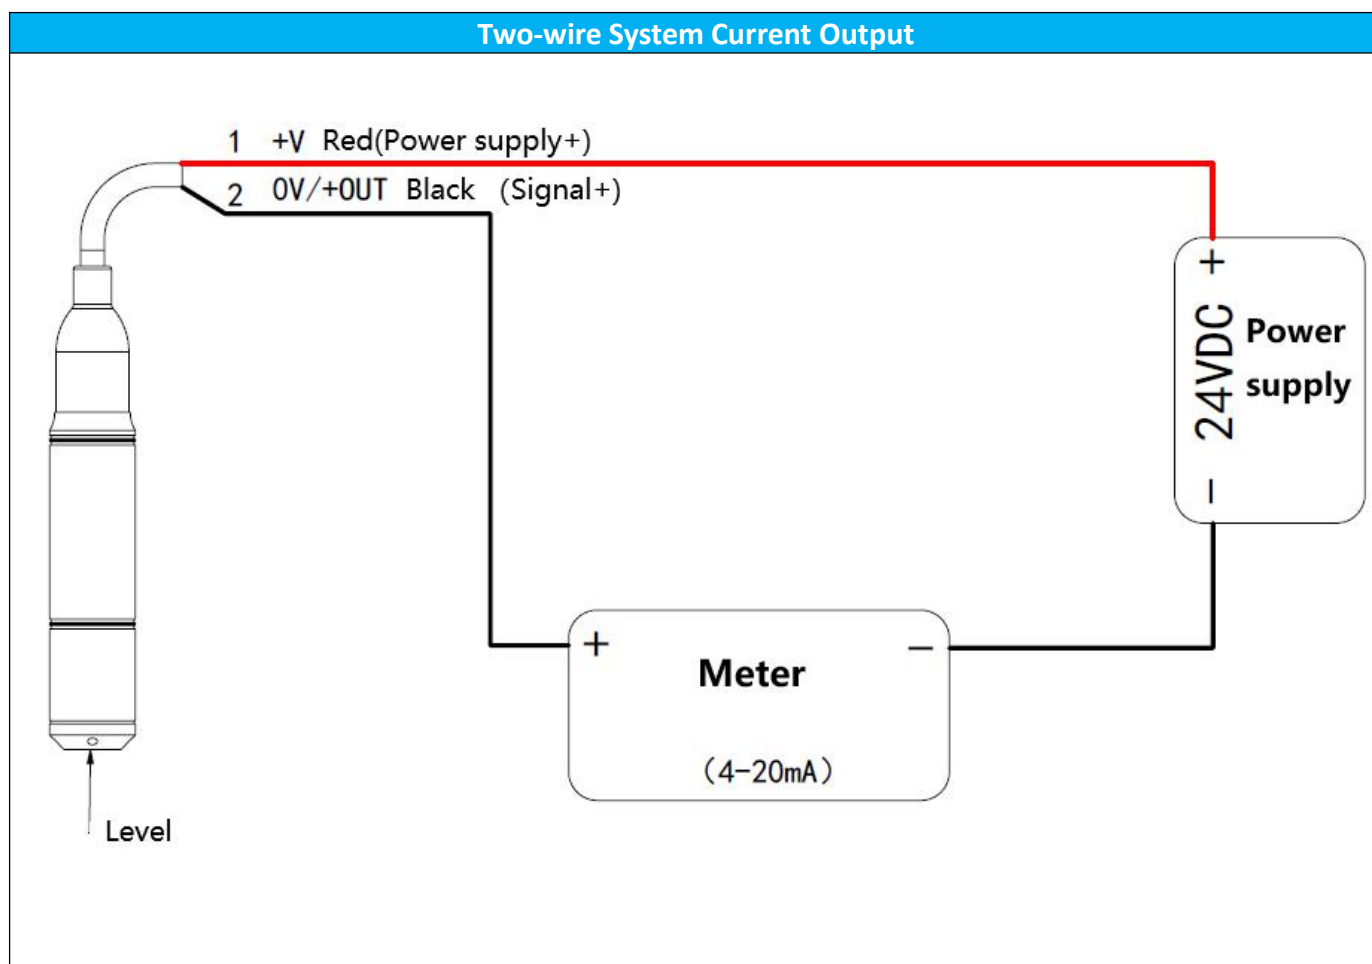 Two-wire System Current Output
1 +V Red(Power supply+)
2 0V/+OUT Black (Signal+)
+
24VDC
-
Power
supply
+
Meter
-
(4-20mA)
Level